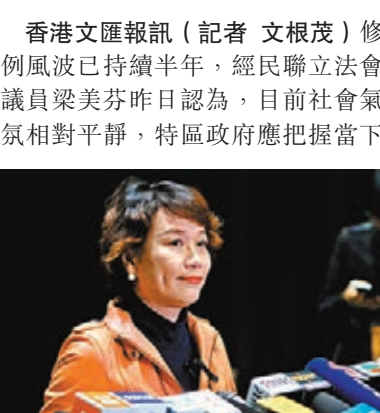 香港文匯報訊（記者 文根茂）修
例風波已持續半年，經民聯立法會
議員梁美芬昨日認為，目前社會氣
氛相對平靜，特區政府應把握當下